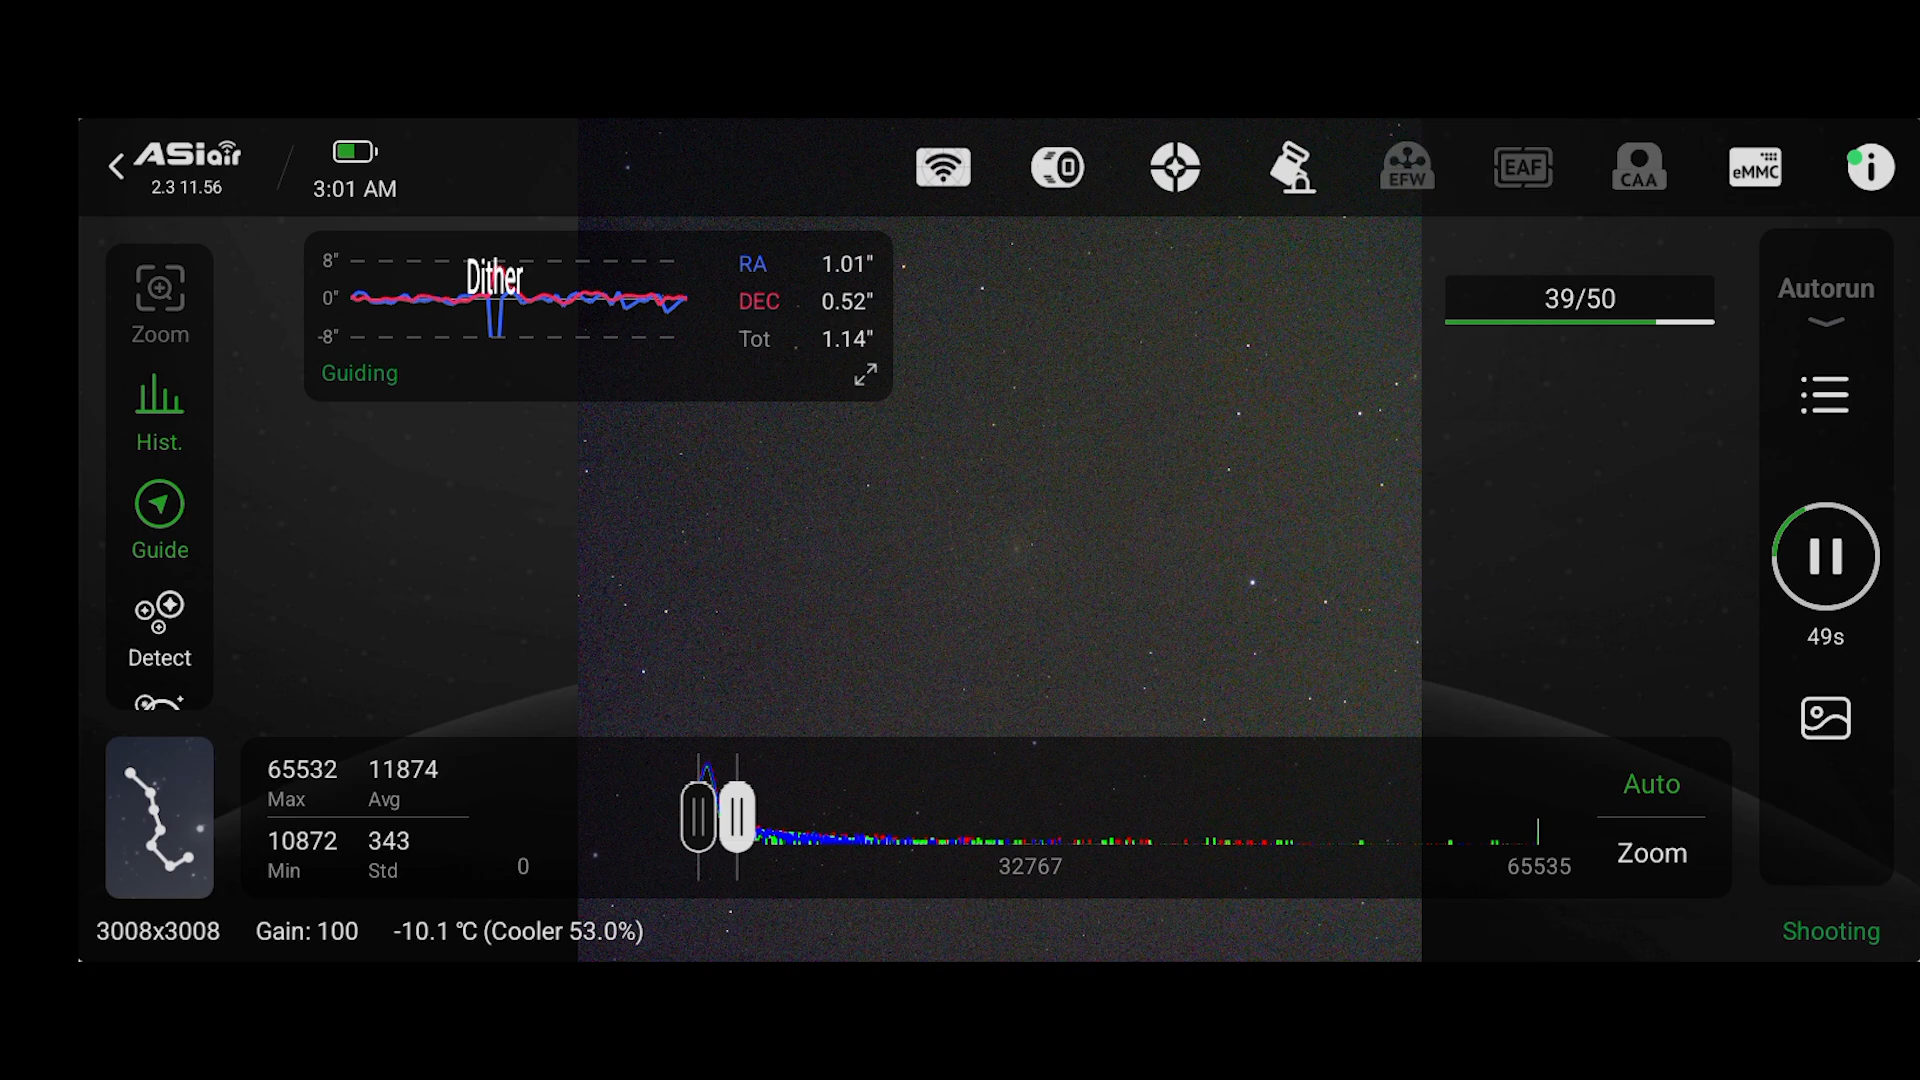 ASiair
2.3 11.56
3:01 AM
EFW
EAF
CAA
eMMC
8"
0"
-8"
Dither
RA 1.01"
DEC 0.52"
Tot 1.14"
Guiding
39/50
Autorun
Zoom
Hist.
Guide
Detect
49s
65532 11874
Max Avg
10872 343
Min Std
0
32767
65535
Auto
Zoom
3008x3008 Gain: 100 -10.1 ℃ (Cooler 53.0%)
Shooting